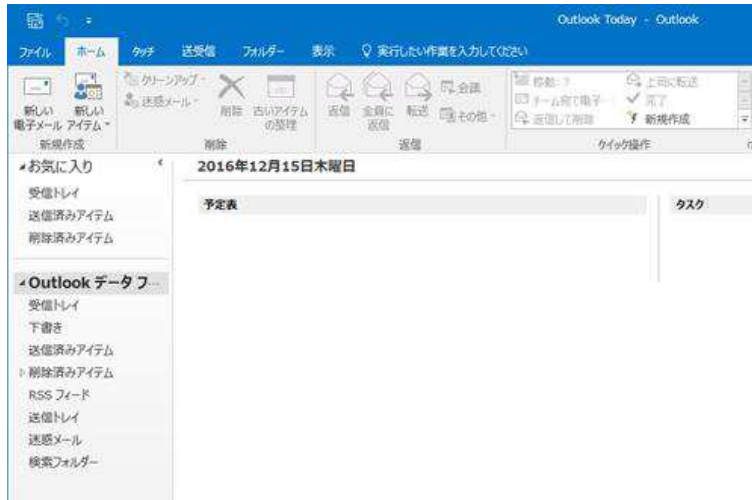 Outlook Today - Outlook
ファイル ホーム タッチ 送受信 フォルダー 表示 実行したい作業を入力してください
新しい電子メール
新しいアイテム
クリーンアップ
迷惑メール
削除
古いアイテムの整理
返信
全員に返信
転送
会議
その他
移動: ?
チーム宛て電子...
返信して削除
上司に転送
完了
新規作成
新規作成 削除 返信 クイック操作
お気に入り
2016年12月15日木曜日
受信トレイ
送信済みアイテム
削除済みアイテム
予定表
タスク
Outlook データ フ...
受信トレイ
下書き
送信済みアイテム
削除済みアイテム
RSS フィード
送信トレイ
迷惑メール
検索フォルダー